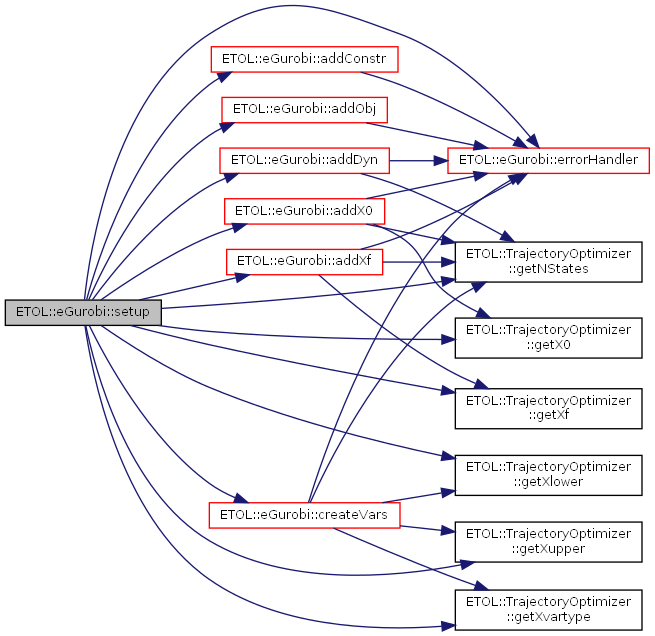 ETOL::eGurobi::setup
ETOL::eGurobi::addConstr
ETOL::eGurobi::addObj
ETOL::eGurobi::addDyn
ETOL::eGurobi::addX0
ETOL::eGurobi::addXf
ETOL::eGurobi::createVars
ETOL::eGurobi::errorHandler
ETOL::TrajectoryOptimizer
::getNStates
ETOL::TrajectoryOptimizer
::getX0
ETOL::TrajectoryOptimizer
::getXf
ETOL::TrajectoryOptimizer
::getXlower
ETOL::TrajectoryOptimizer
::getXupper
ETOL::TrajectoryOptimizer
::getXvartype